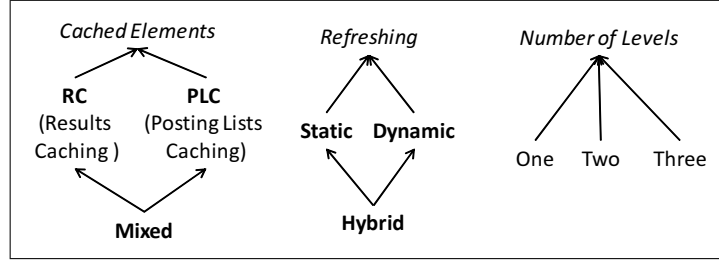 Cached Elements
RC
(Results
Caching )
PLC
(Posting Lists
Caching)
Mixed
Refreshing
Static Dynamic
Hybrid
Number of Levels
One Two Three